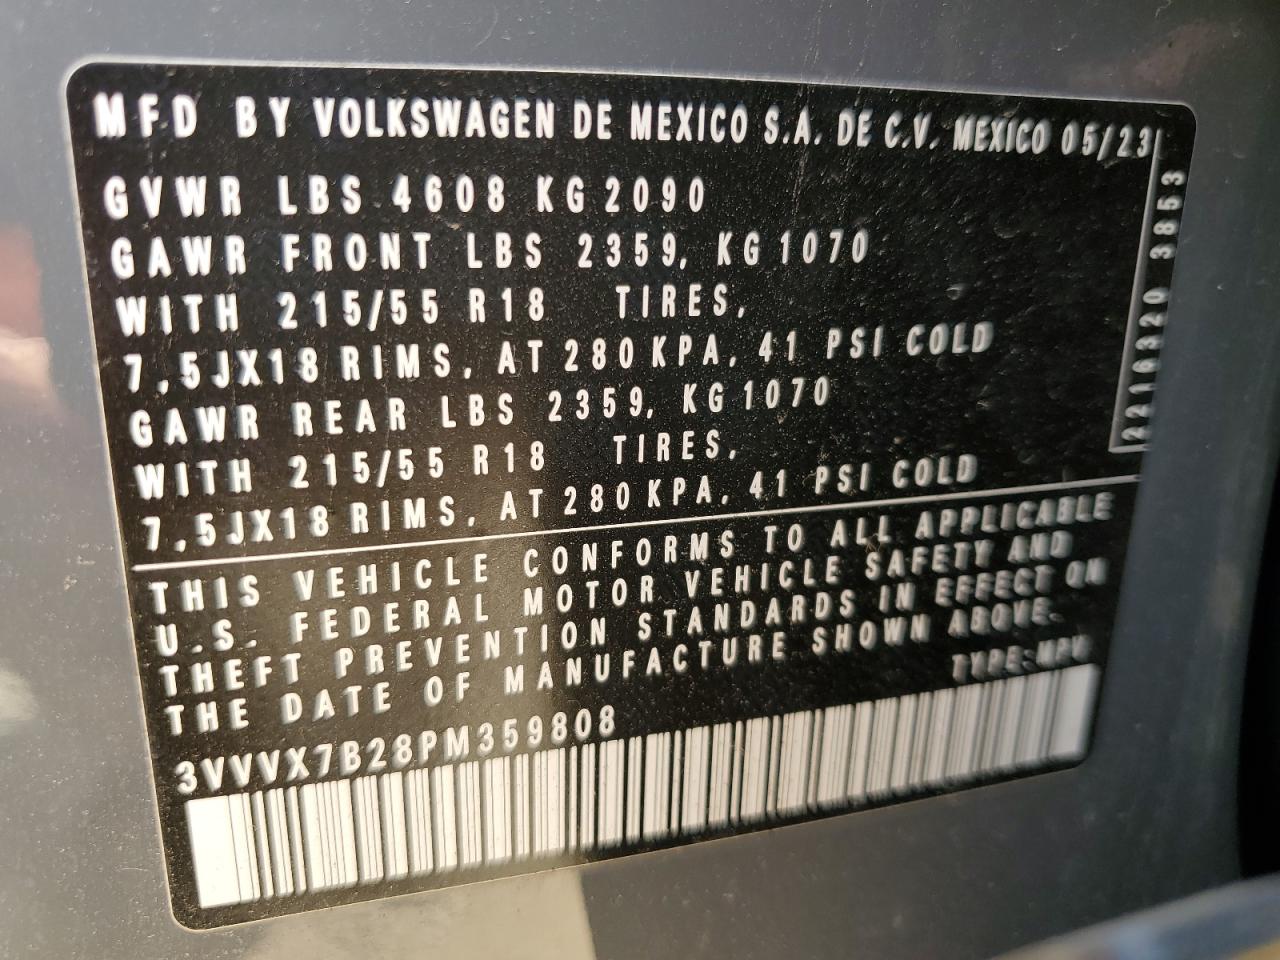 MFD BY VOLKSWAGEN DE MEXICO S.A. DE C.V. MEXICO 05/23
GVWR LBS 4608 KG 2090
GAWR FRONT LBS 2359, KG 1070
WITH 215/55 R18 TIRES,
7,5JX18 RIMS, AT 280 KPA, 41 PSI COLD
GAWR REAR LBS 2359, KG 1070
WITH 215/55 R18 TIRES,
7,5JX18 RIMS, AT 280 KPA, 41 PSI COLD
2216320 3853
THIS VEHICLE CONFORMS TO ALL APPLICABLE
U.S. FEDERAL MOTOR VEHICLE SAFETY AND
THEFT PREVENTION STANDARDS IN EFFECT ON
THE DATE OF MANUFACTURE SHOWN ABOVE.
TYPE:MPV
3VVVX7B28PM359808